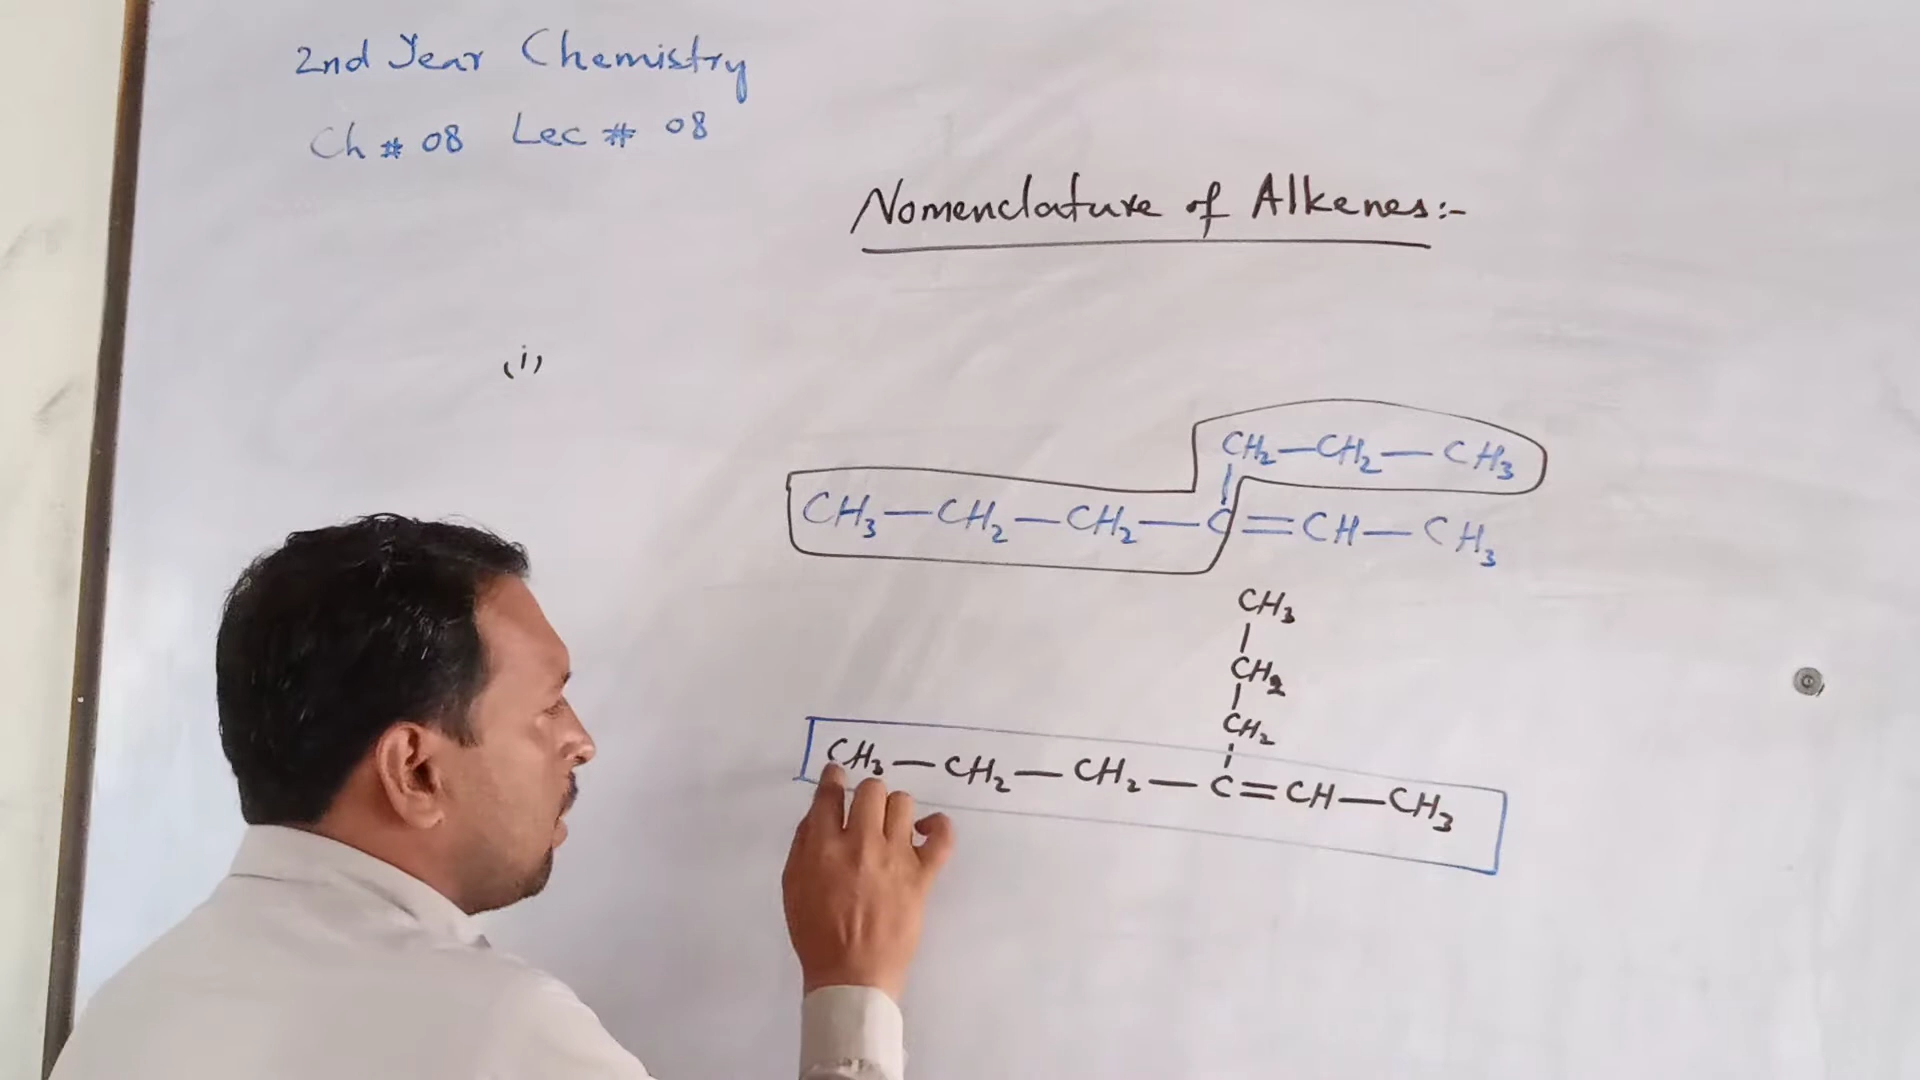 2nd Year Chemistry
Ch # 08 Lec # 08
Nomenclature of Alkenes:-
(i)
CH₂—CH₂—CH₃
|
CH₃—CH₂—CH₂—C=CH—CH₃
CH₃
|
CH₂
|
CH₂
|
CH₃—CH₂—CH₂—C=CH—CH₃